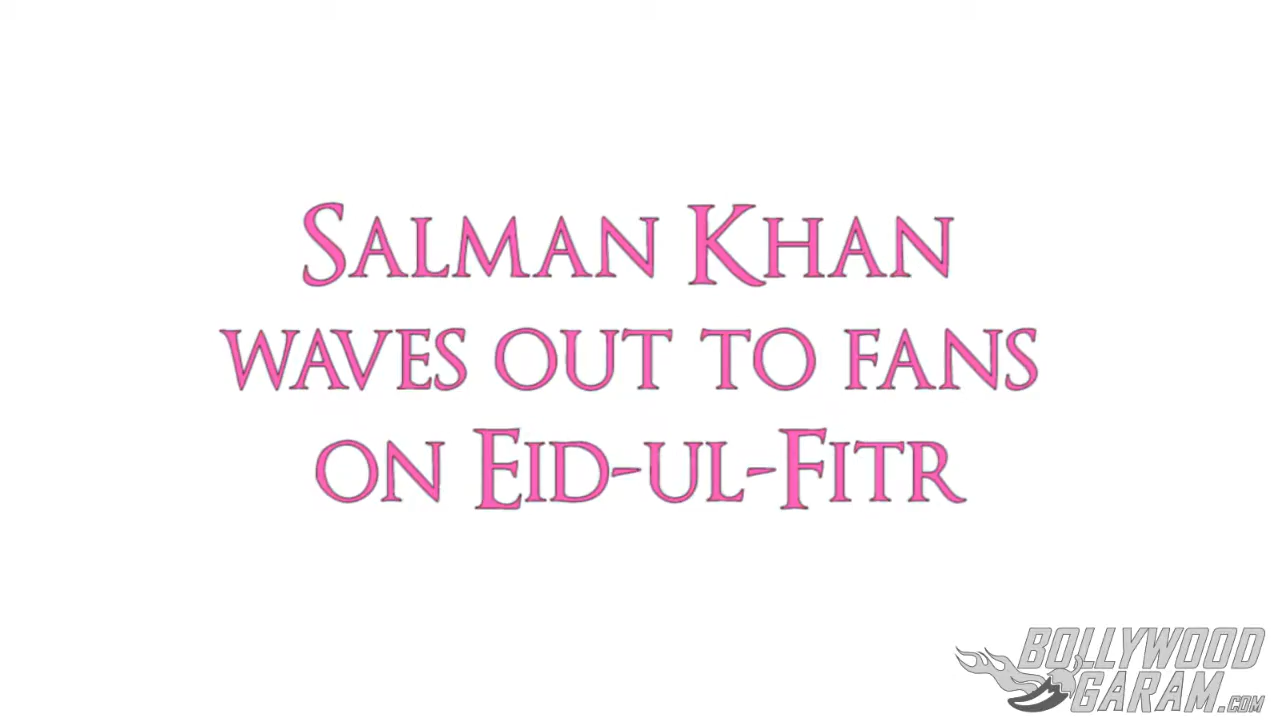 Salman Khan
waves out to fans
on Eid-ul-Fitr
BOLLYWOOD
GARAM.COM